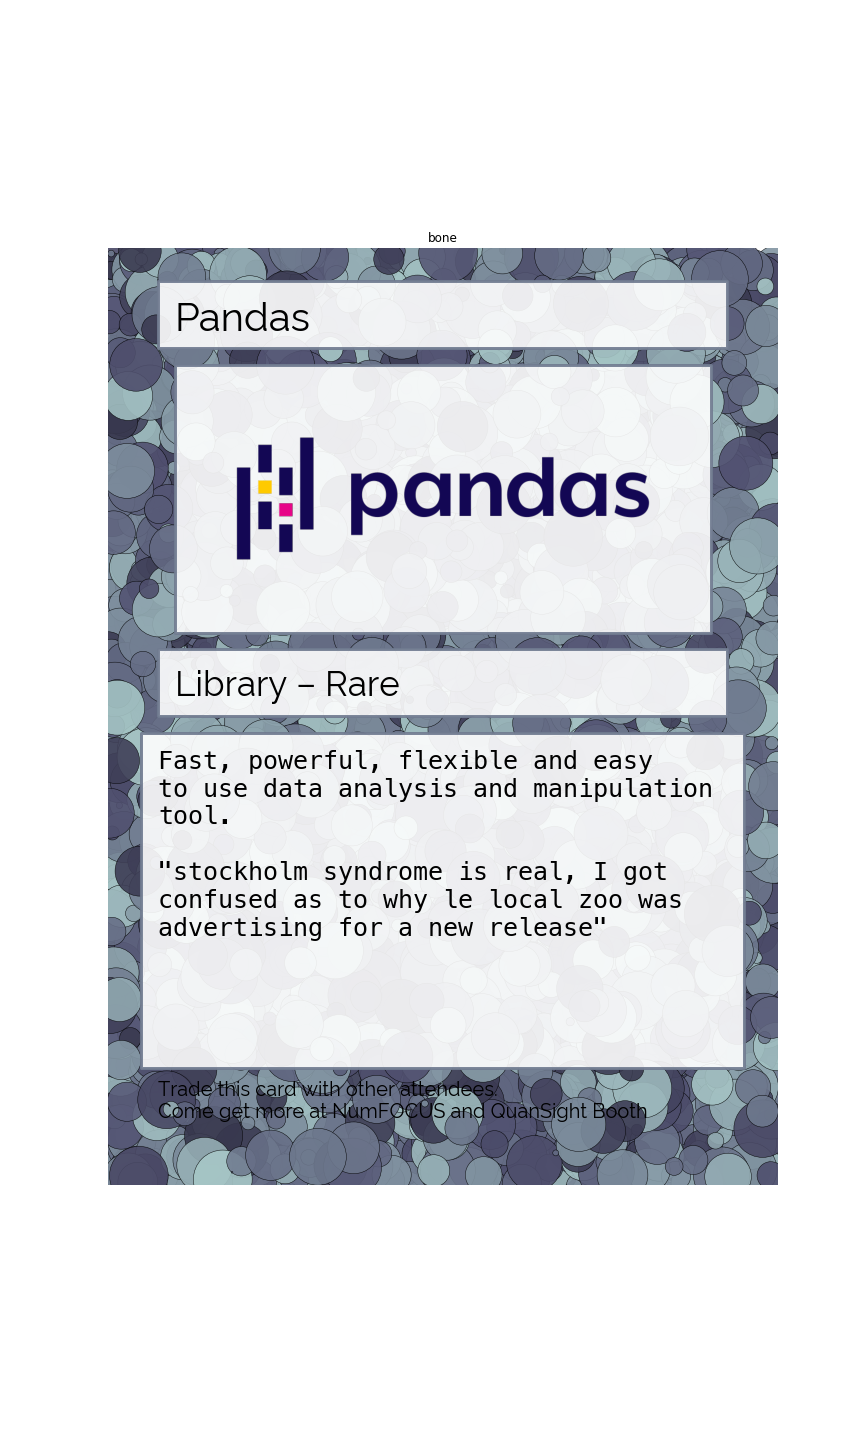 bone
Pandas
pandas
Library – Rare
Fast, powerful, flexible and easy
to use data analysis and manipulation
tool.
"stockholm syndrome is real, I got
confused as to why le local zoo was
advertising for a new release"
Trade this card with other attendees.
Come get more at NumFOCUS and QuanSight Booth